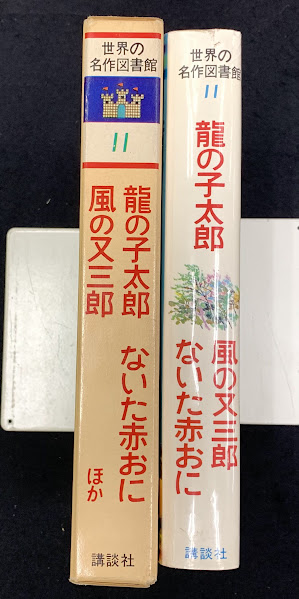 世界の
名作図書館
11
龍の子太郎
風の又三郎
ないた赤おに
ほか
講談社
世界の
名作図書館
11
龍の子太郎
風の又三郎
ないた赤おに
講談社